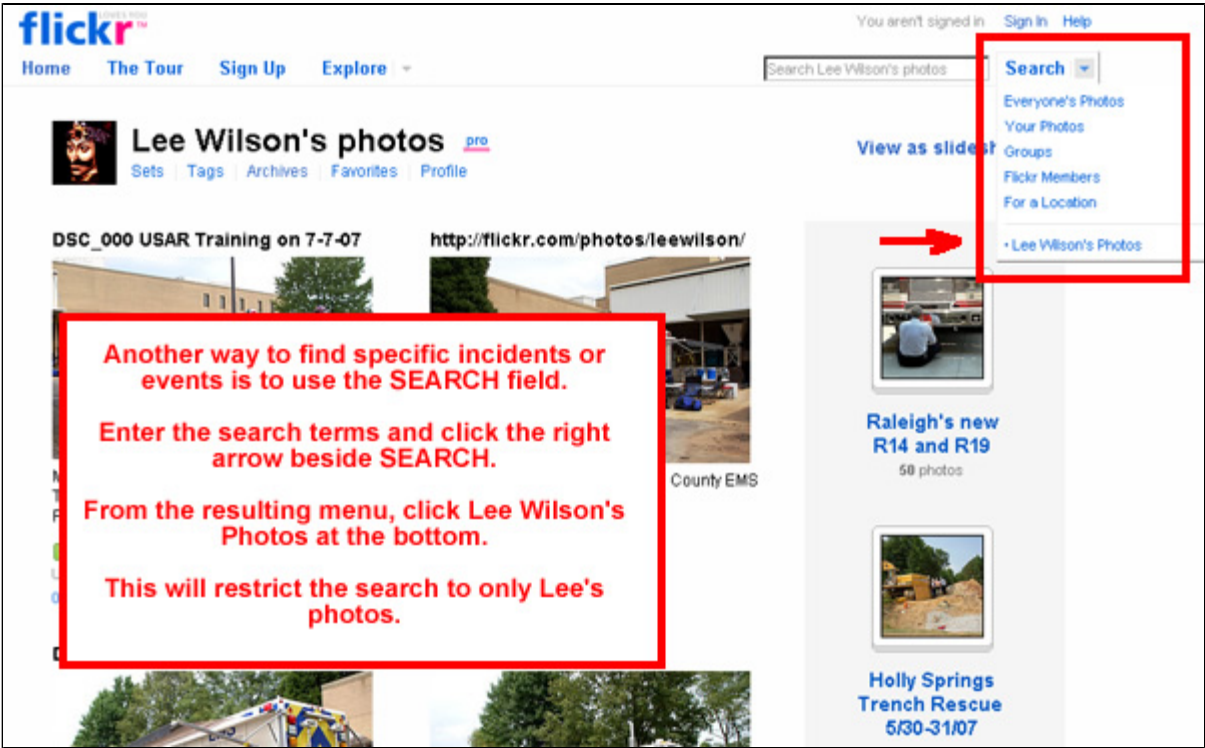 LOVES YOU
flickr™
You aren't signed in Sign In Help
Home The Tour Sign Up Explore
Search Lee Wilson's photos
Search
Everyone's Photos
Your Photos
Groups
Flickr Members
For a Location
• Lee Wilson's Photos
Lee Wilson's photos pro
Sets Tags Archives Favorites Profile
View as slidesh
DSC_000 USAR Training on 7-7-07
http://flickr.com/photos/leewilson/
Another way to find specific incidents or
events is to use the SEARCH field.
Enter the search terms and click the right
arrow beside SEARCH.
From the resulting menu, click Lee Wilson's
Photos at the bottom.
This will restrict the search to only Lee's
photos.
County EMS
Raleigh's new
R14 and R19
50 photos
Holly Springs
Trench Rescue
5/30-31/07